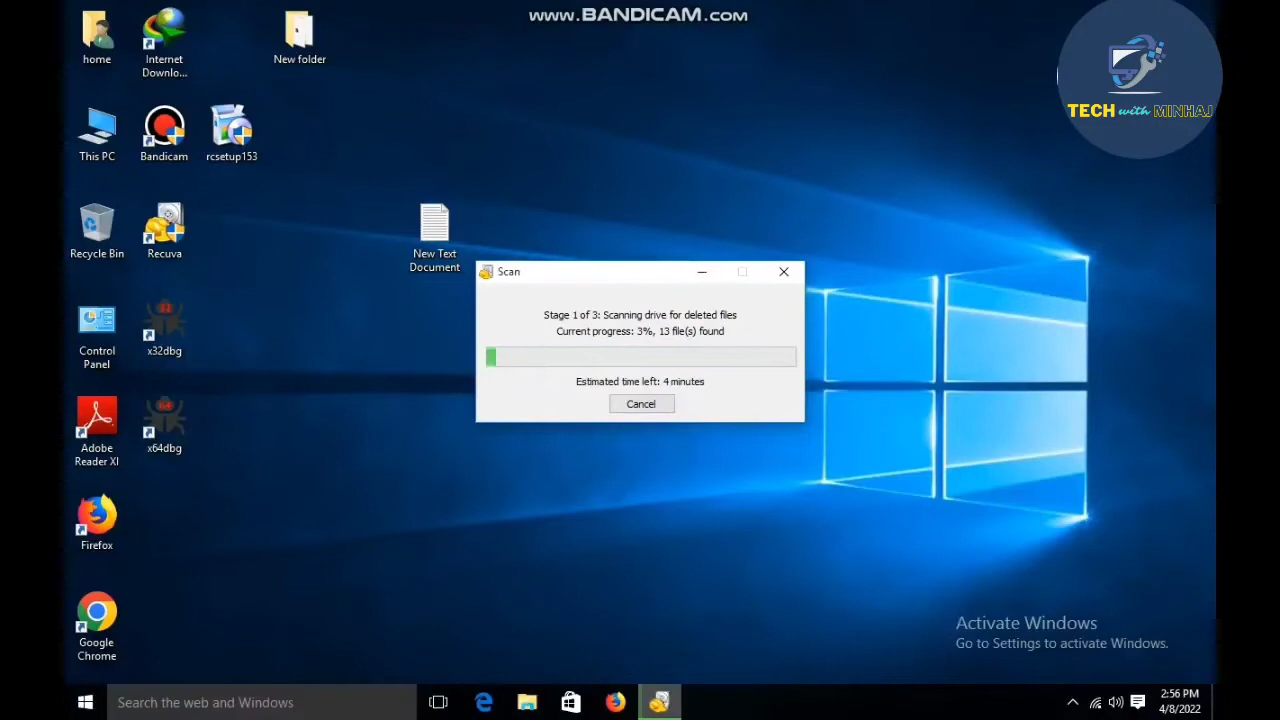 www.BANDICAM.com
TECH with MINHAJ
home
Internet
Downlo...
New folder
This PC
Bandicam
rcsetup153
Recycle Bin
Recuva
New Text
Document
Control
Panel
x32dbg
Adobe
Reader XI
x64dbg
Firefox
Google
Chrome
Scan
Stage 1 of 3: Scanning drive for deleted files
Current progress: 3%, 13 file(s) found
Estimated time left: 4 minutes
Cancel
Activate Windows
Go to Settings to activate Windows.
Search the web and Windows
2:56 PM
4/8/2022